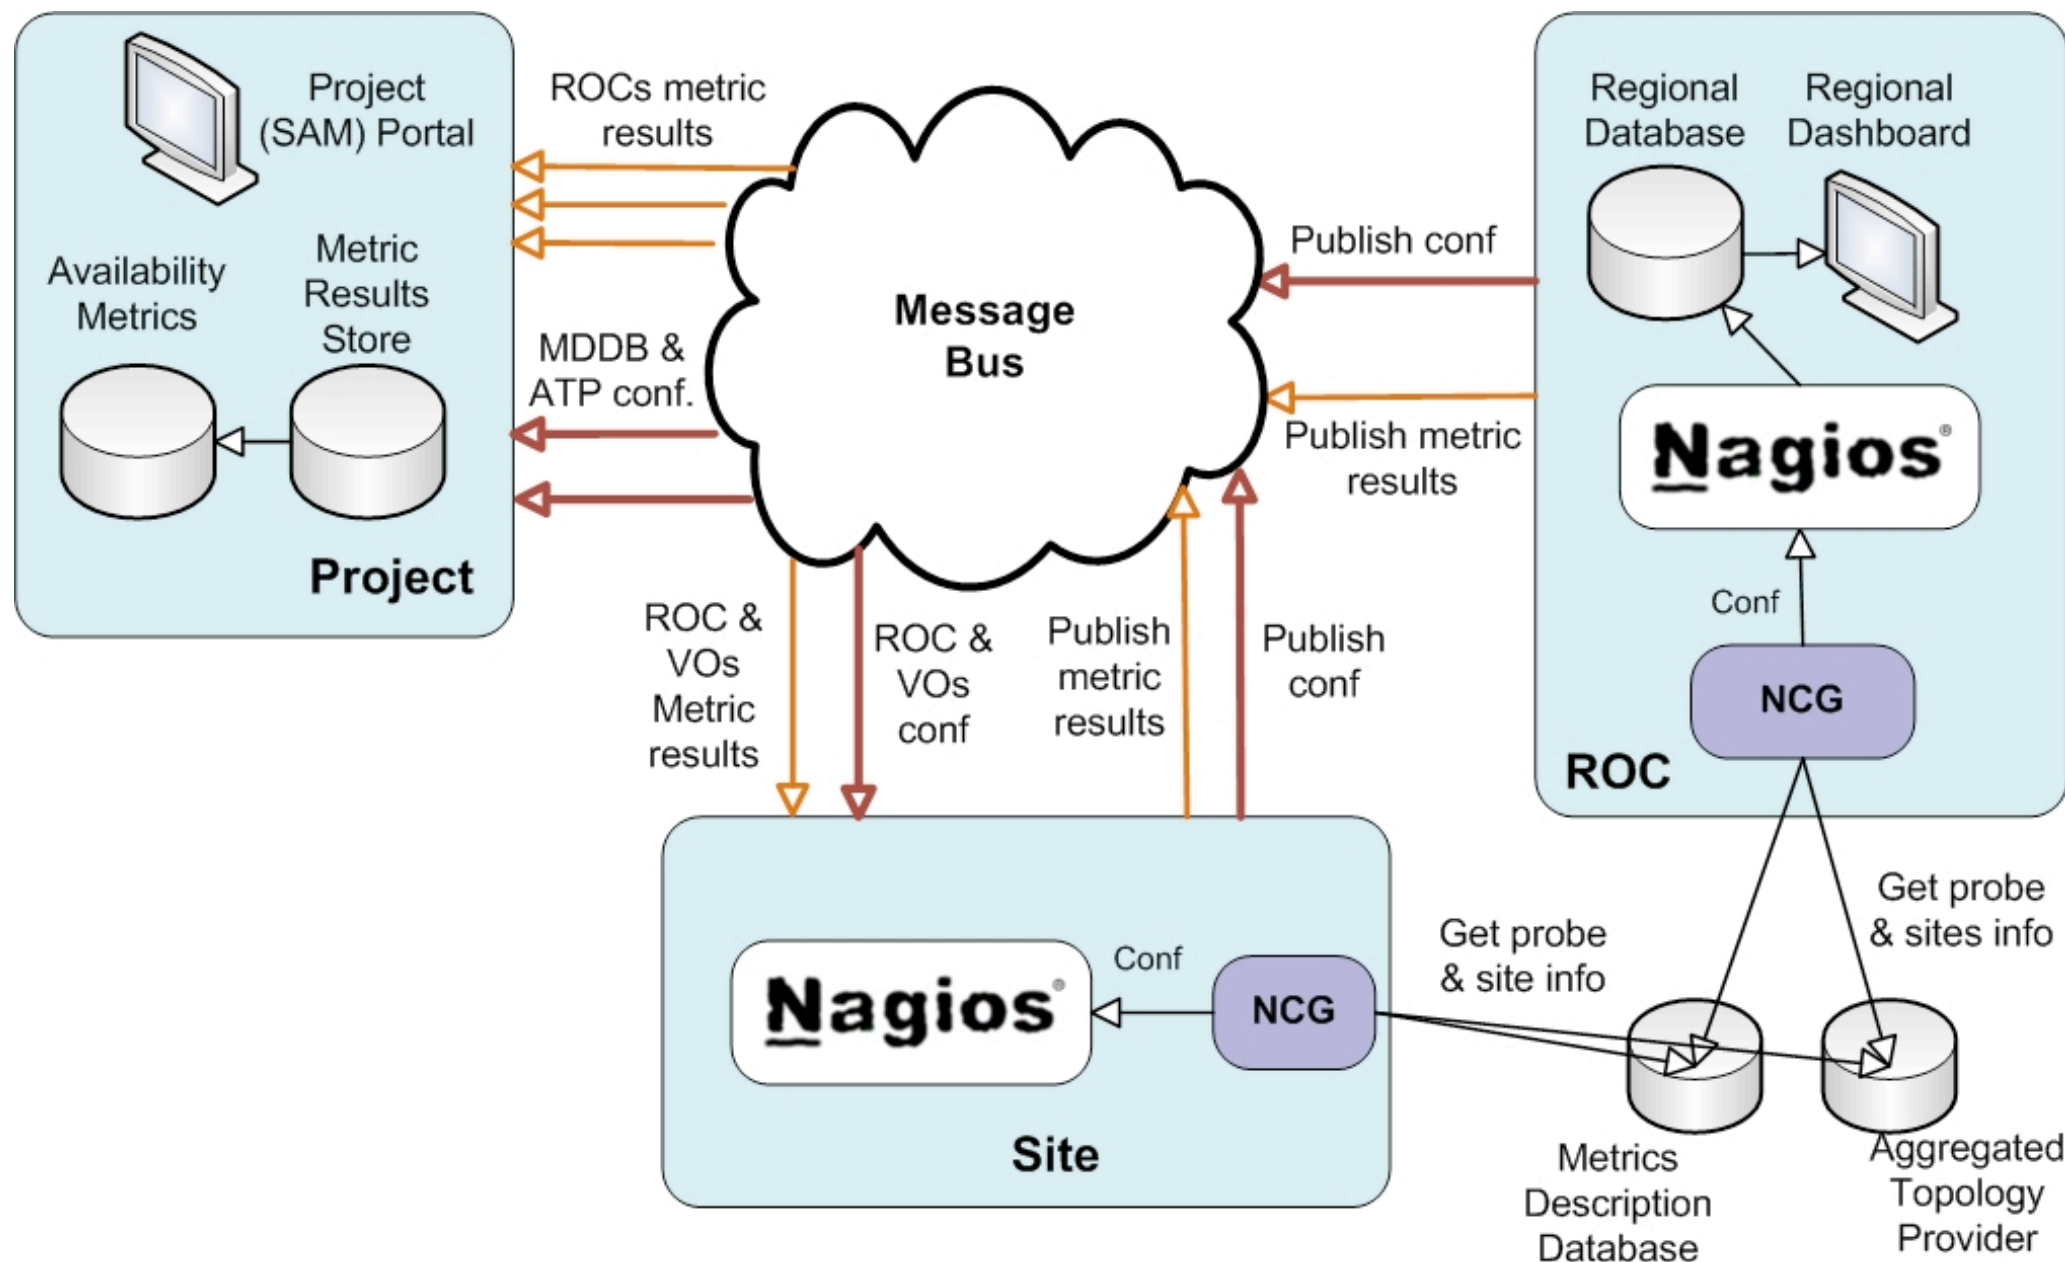 Project
(SAM) Portal
Availability
Metrics
Metric
Results
Store
Project
ROCs metric
results
MDDB &
ATP conf.
Message
Bus
Publish conf
Publish metric
results
Regional
Database
Regional
Dashboard
Nagios®
Conf
NCG
ROC
ROC &
VOs
Metric
results
ROC &
VOs
conf
Publish
metric
results
Publish
conf
Nagios®
Conf
NCG
Site
Get probe
& site info
Get probe
& sites info
Metrics
Description
Database
Aggregated
Topology
Provider